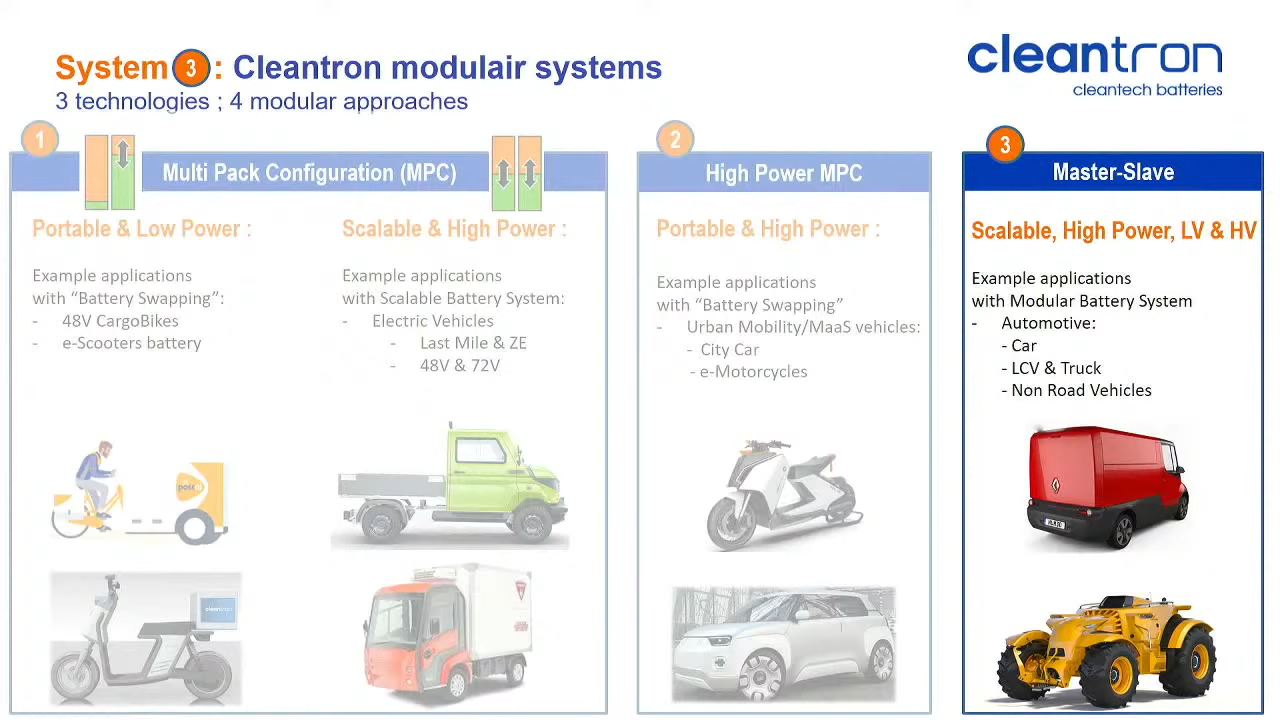 System 3 : Cleantron modulair systems
3 technologies ; 4 modular approaches
cleantron
cleantech batteries
1
Multi Pack Configuration (MPC)
Portable & Low Power :
Example applications
with “Battery Swapping”:
- 48V CargoBikes
- e-Scooters battery
Scalable & High Power :
Example applications
with Scalable Battery System:
- Electric Vehicles
- Last Mile & ZE
- 48V & 72V
2
High Power MPC
Portable & High Power :
Example applications
with “Battery Swapping”
- Urban Mobility/MaaS vehicles:
- City Car
- e-Motorcycles
3
Master-Slave
Scalable, High Power, LV & HV
Example applications
with Modular Battery System
- Automotive:
- Car
- LCV & Truck
- Non Road Vehicles
cleantron